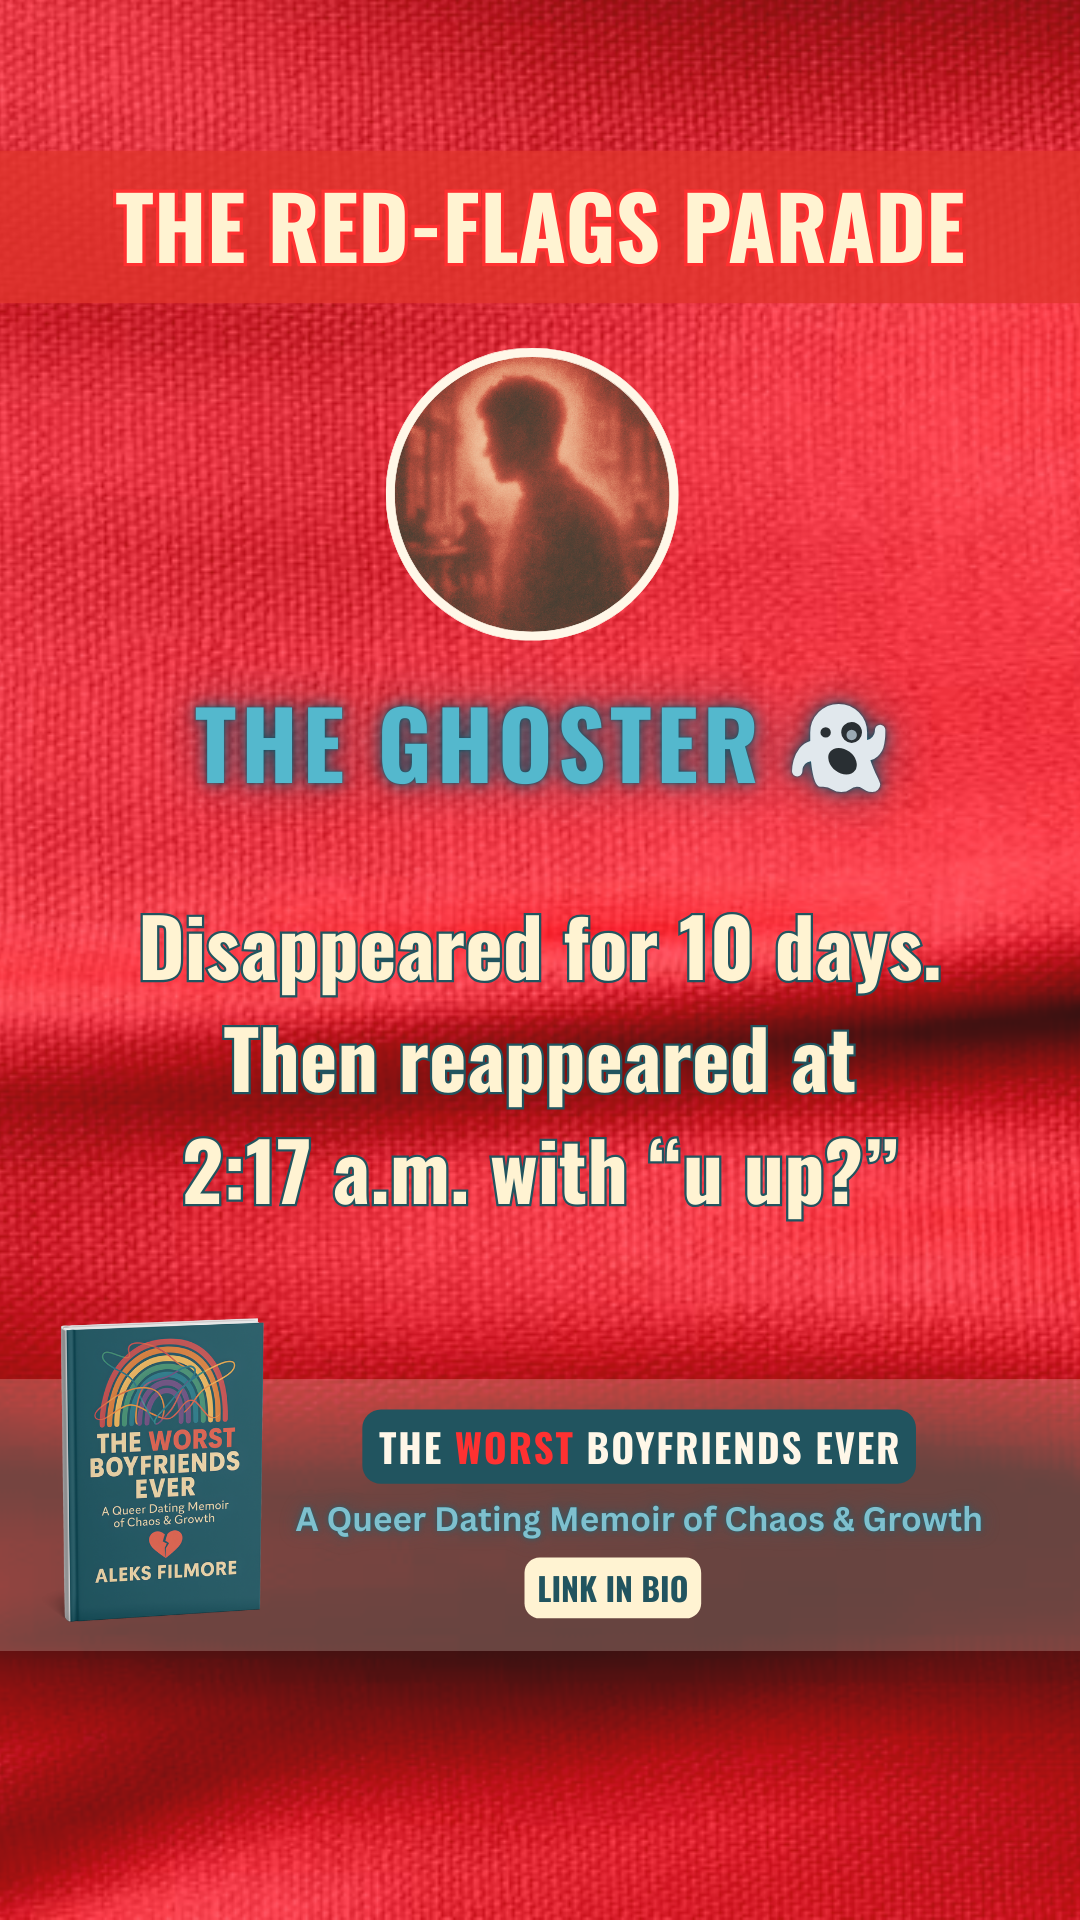 THE RED-FLAGS PARADE
THE GHOSTER 👻
Disappeared for 10 days.
Then reappeared at
2:17 a.m. with “u up?”
THE WORST
BOYFRIENDS
EVER
A Queer Dating Memoir
of Chaos & Growth
ALEKS FILMORE
THE WORST BOYFRIENDS EVER
A Queer Dating Memoir of Chaos & Growth
LINK IN BIO